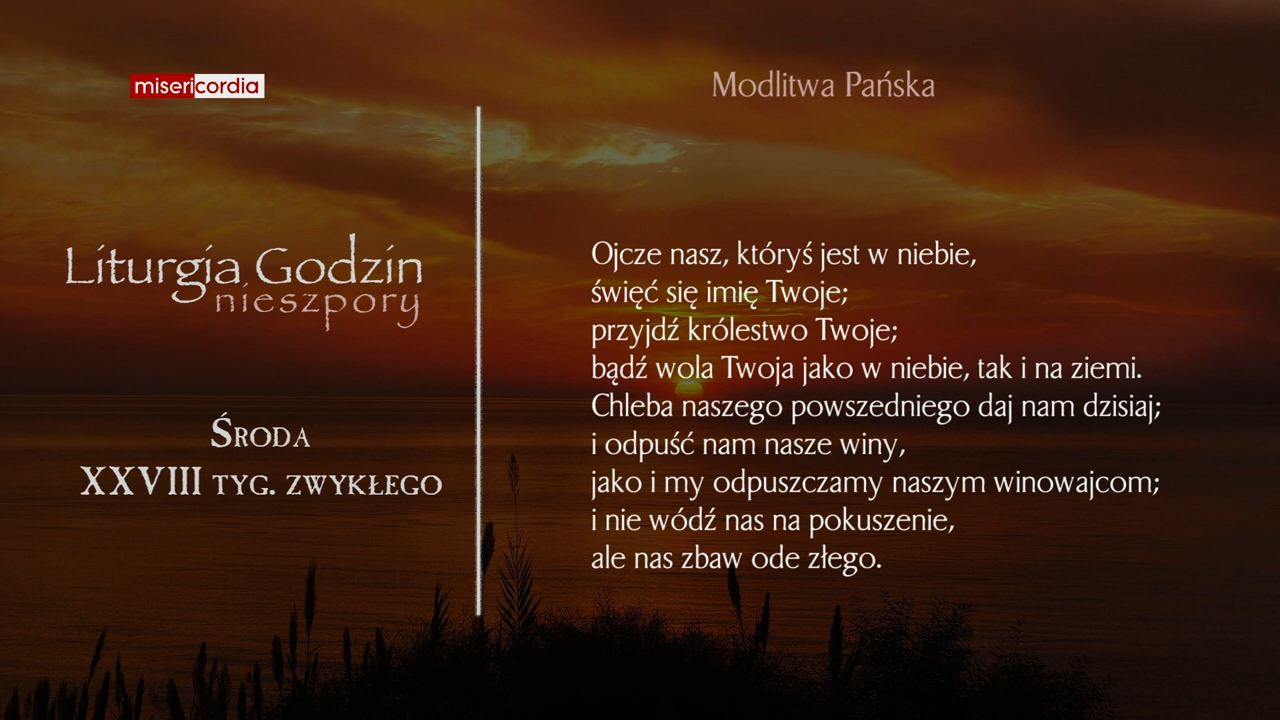 misericordia
Liturgia Godzin
nieszpory
Środa
XXVIII tyg. zwykłego
Modlitwa Pańska
Ojcze nasz, któryś jest w niebie,
święć się imię Twoje;
przyjdź królestwo Twoje;
bądź wola Twoja jako w niebie, tak i na ziemi.
Chleba naszego powszedniego daj nam dzisiaj;
i odpuść nam nasze winy,
jako i my odpuszczamy naszym winowajcom;
i nie wódź nas na pokuszenie,
ale nas zbaw ode złego.